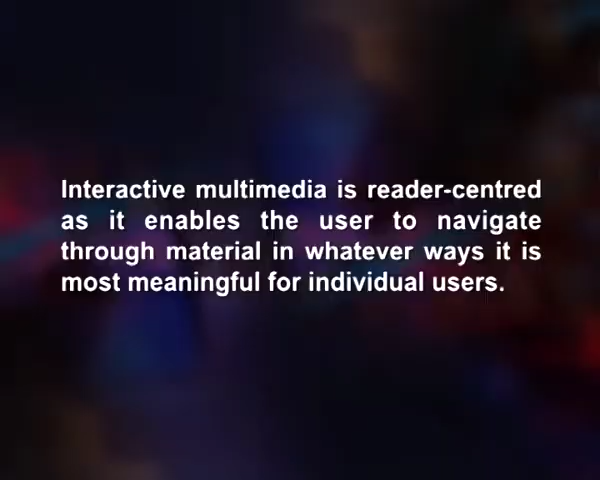 Interactive multimedia is reader-centred
as it enables the user to navigate
through material in whatever ways it is
most meaningful for individual users.